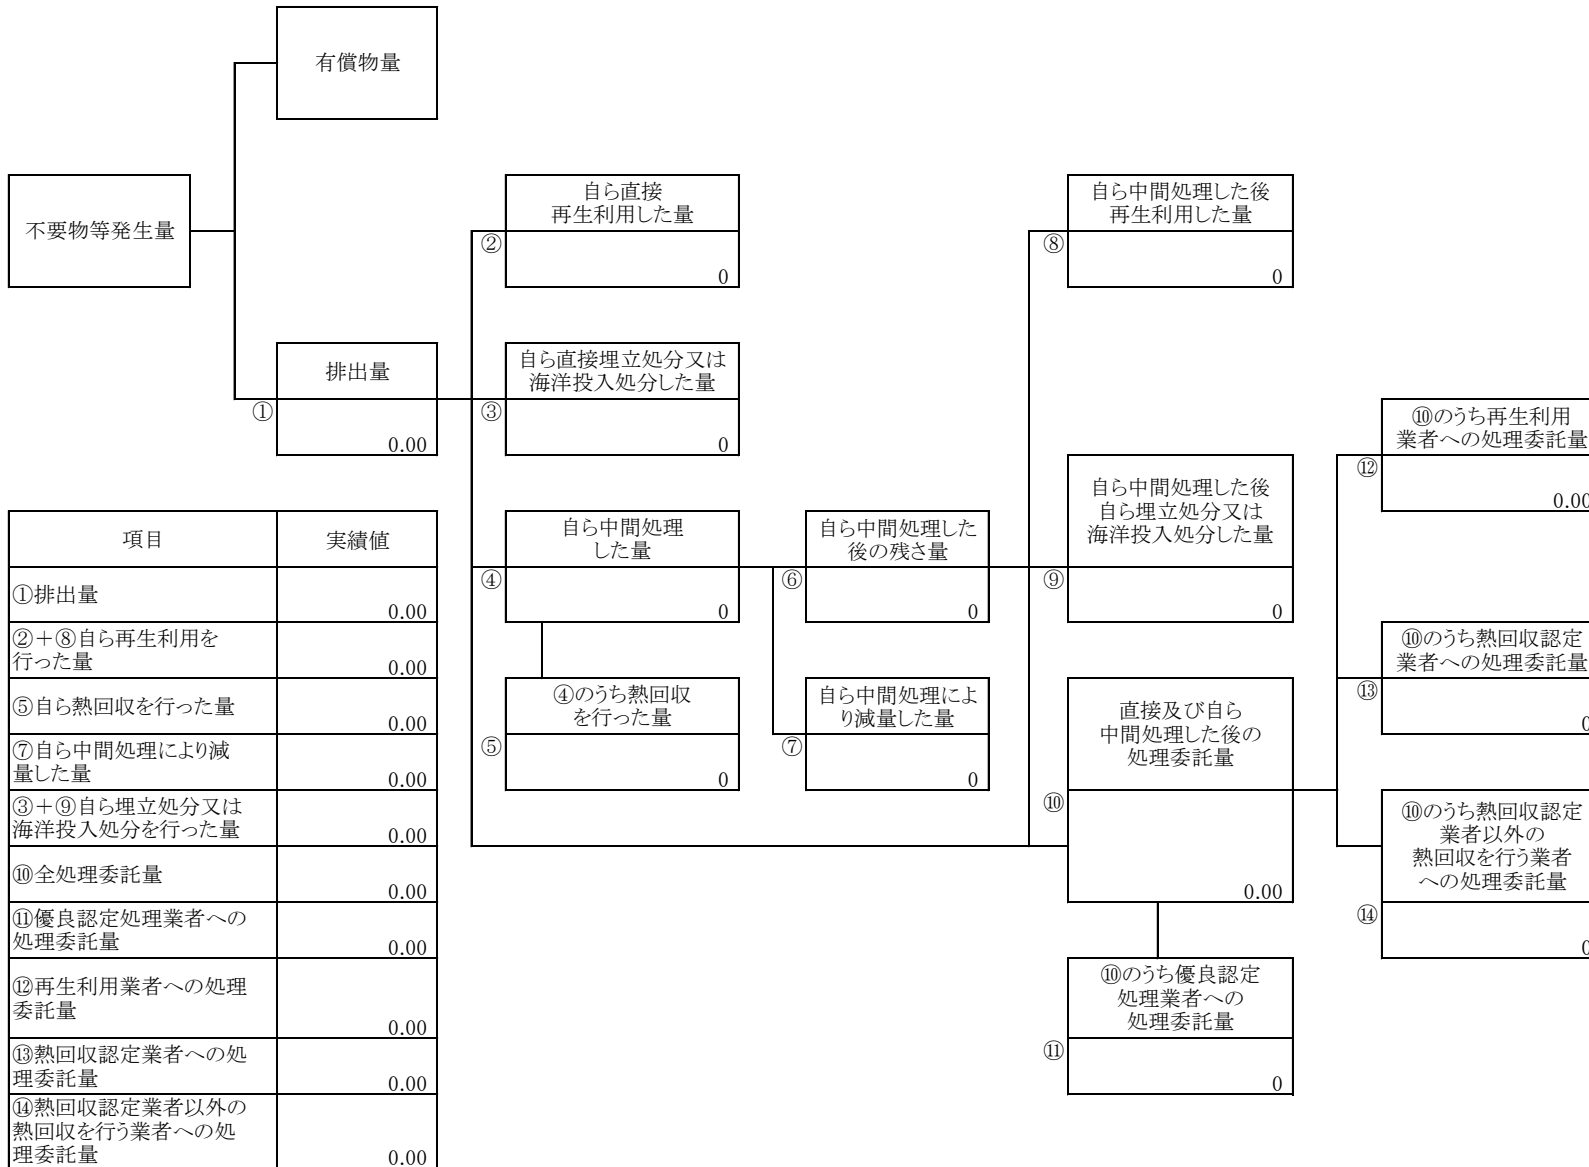 有償物量
不要物等発生量
自ら直接
再生利用した量
②
0
自ら中間処理した後
再生利用した量
⑧
0
排出量
①
0.00
自ら直接埋立処分又は
海洋投入処分した量
③
0
⑩のうち再生利用
業者への処理委託量
⑫
0.00
自ら中間処理
した量
④
0
自ら中間処理した
後の残さ量
⑥
0
自ら中間処理した後
自ら埋立処分又は
海洋投入処分した量
⑨
0
⑩のうち熱回収認定
業者への処理委託量
⑬
0
④のうち熱回収
を行った量
⑤
0
自ら中間処理によ
り減量した量
⑦
0
直接及び自ら
中間処理した後の
処理委託量
⑩
0.00
⑩のうち熱回収認定
業者以外の
熱回収を行う業者
への処理委託量
⑭
0
⑩のうち優良認定
処理業者への
処理委託量
⑪
0
項目
実績値
①排出量
0.00
②+⑧自ら再生利用を
行った量
0.00
⑤自ら熱回収を行った量
0.00
⑦自ら中間処理により減
量した量
0.00
③+⑨自ら埋立処分又は
海洋投入処分を行った量
0.00
⑩全処理委託量
0.00
⑪優良認定処理業者への
処理委託量
0.00
⑫再生利用業者への処理
委託量
0.00
⑬熱回収認定業者への処
理委託量
0.00
⑭熱回収認定業者以外の
熱回収を行う業者への処
理委託量
0.00